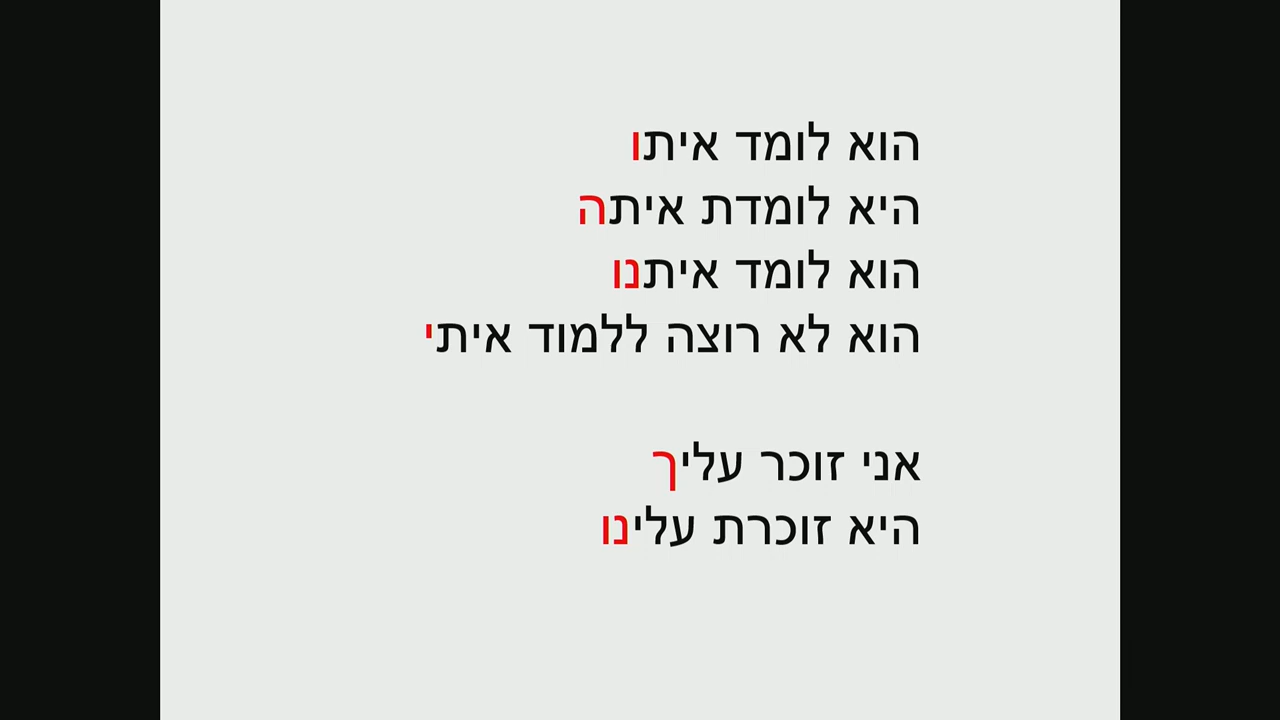 הוא לומד איתו
היא לומדת איתה
הוא לומד איתנו
הוא לא רוצה ללמוד איתי
אני זוכר עליך
היא זוכרת עלינו